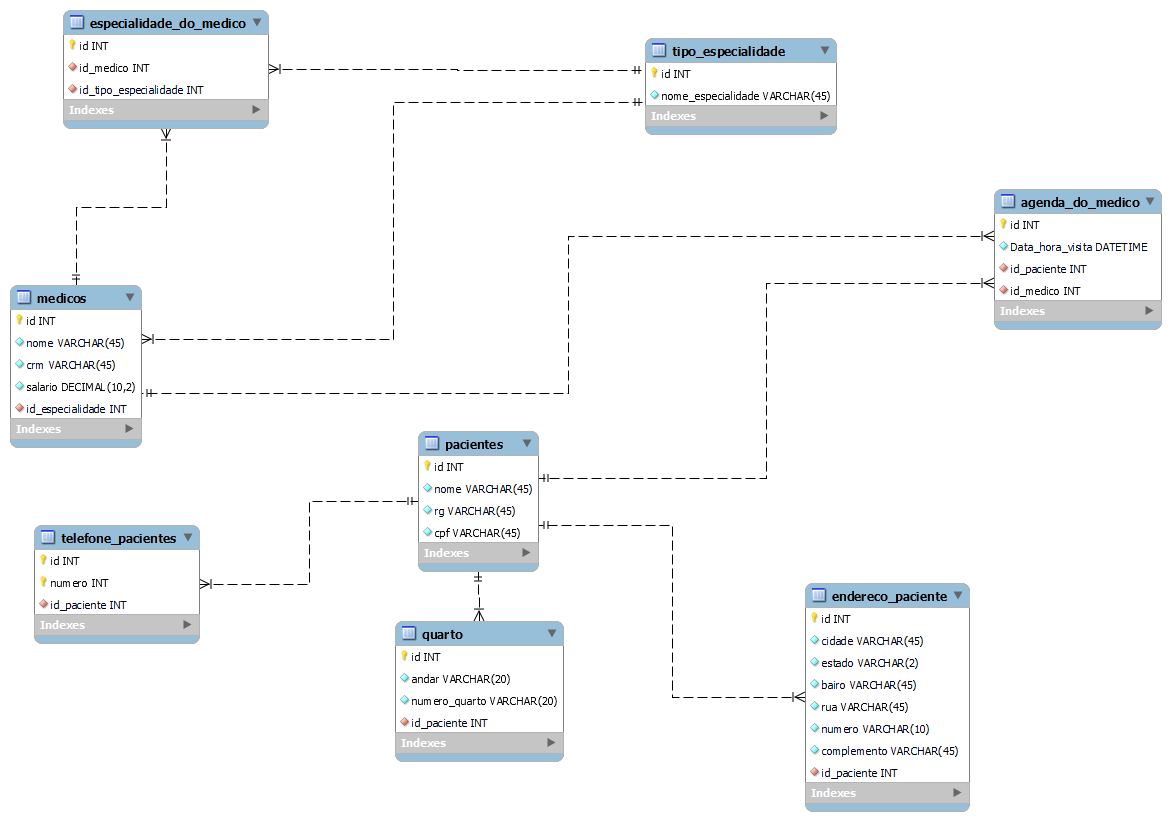 especialidade_do_medico
id INT
id_medico INT
id_tipo_especialidade INT
Indexes
tipo_especialidade
id INT
nome_especialidade VARCHAR(45)
Indexes
agenda_do_medico
id INT
Data_hora_visita DATETIME
id_paciente INT
id_medico INT
Indexes
medicos
id INT
nome VARCHAR(45)
crm VARCHAR(45)
salario DECIMAL(10,2)
id_especialidade INT
Indexes
pacientes
id INT
nome VARCHAR(45)
rg VARCHAR(45)
cpf VARCHAR(45)
Indexes
telefone_pacientes
id INT
numero INT
id_paciente INT
Indexes
quarto
id INT
andar VARCHAR(20)
numero_quarto VARCHAR(20)
id_paciente INT
Indexes
endereco_paciente
id INT
cidade VARCHAR(45)
estado VARCHAR(2)
bairo VARCHAR(45)
rua VARCHAR(45)
numero VARCHAR(10)
complemento VARCHAR(45)
id_paciente INT
Indexes